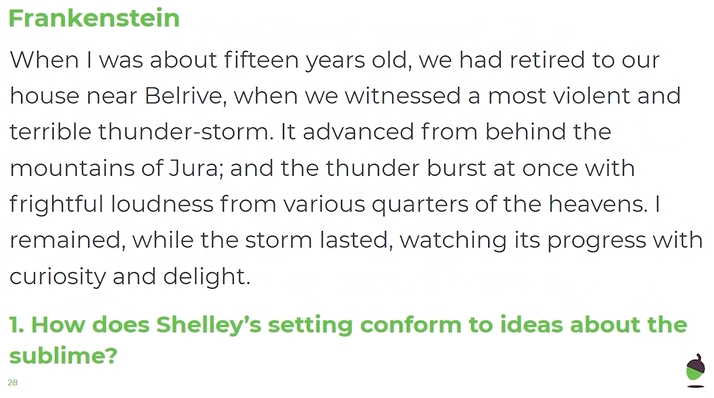 Frankenstein
When I was about fifteen years old, we had retired to our
house near Belrive, when we witnessed a most violent and
terrible thunder-storm. It advanced from behind the
mountains of Jura; and the thunder burst at once with
frightful loudness from various quarters of the heavens. I
remained, while the storm lasted, watching its progress with
curiosity and delight.
1. How does Shelley’s setting conform to ideas about the
sublime?
28